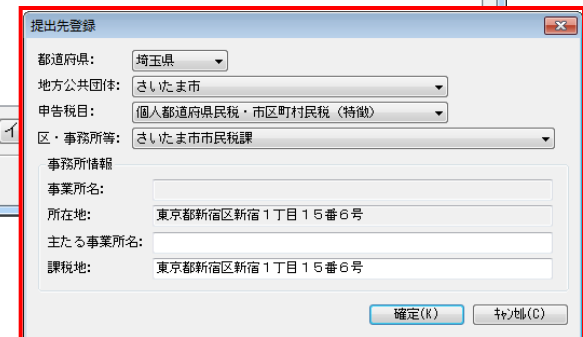 提出先登録
都道府県: 埼玉県
地方公共団体: さいたま市
申告税目: 個人都道府県民税・市区町村民税（特徴）
区・事務所等: さいたま市市民税課
事務所情報
事業所名:
所在地: 東京都新宿区新宿1丁目15番6号
主たる事業所名:
課税地: 東京都新宿区新宿1丁目15番6号
確定(K) ｷｬﾝｾﾙ(C)
イ